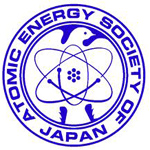 ATOMIC ENERGY SOCIETY OF JAPAN